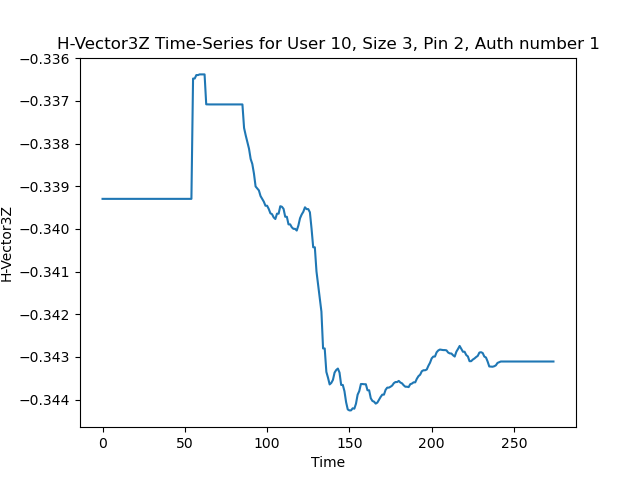 H-Vector3Z Time-Series for User 10, Size 3, Pin 2, Auth number 1
−0.336
−0.337
−0.338
−0.339
−0.340
−0.341
−0.342
−0.343
−0.344
H-Vector3Z
0 50 100 150 200 250
Time